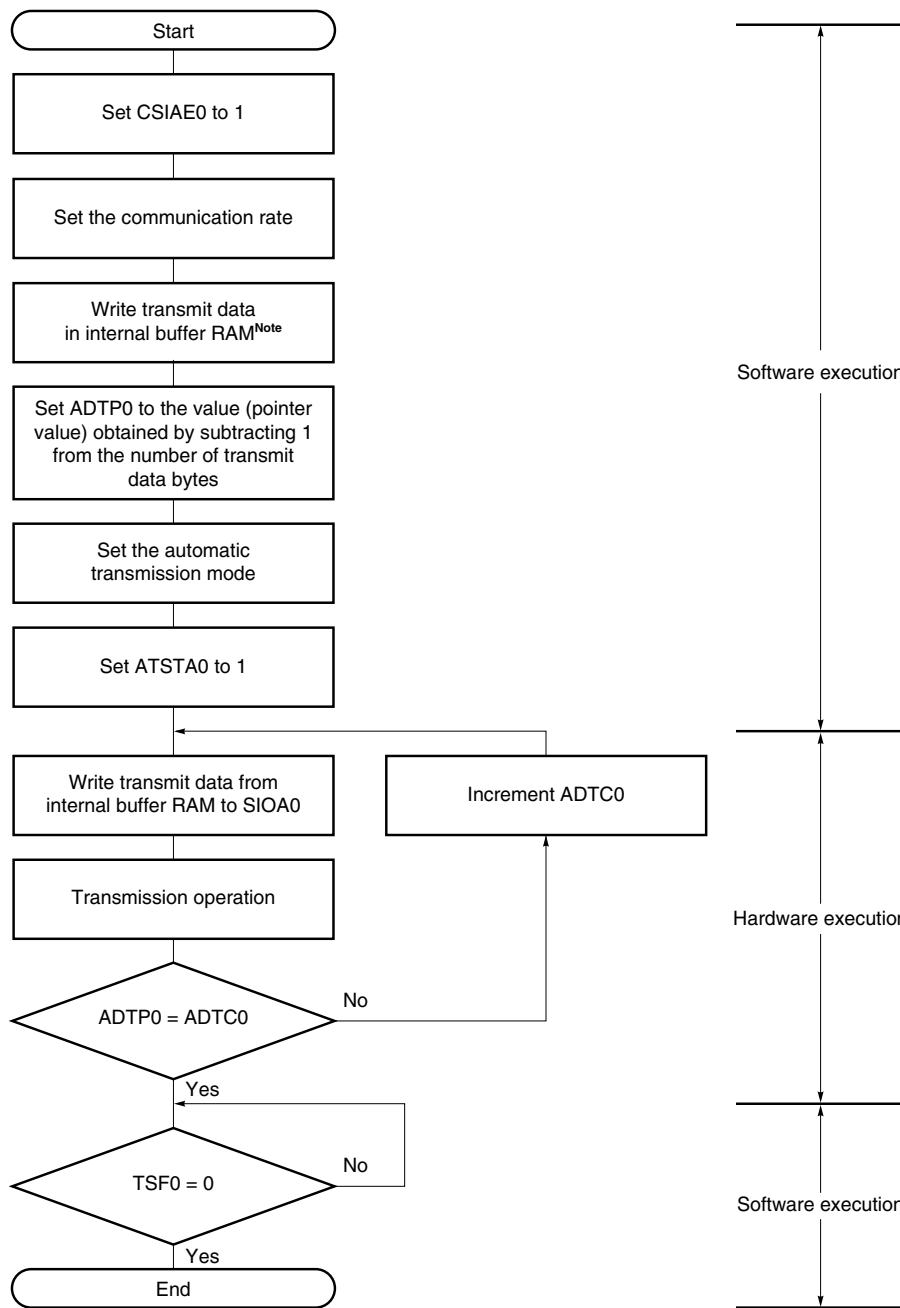 Start
Set CSIAE0 to 1
Set the communication rate
Write transmit data
in internal buffer RAMNote
Software execution
Set ADTP0 to the value (pointer
value) obtained by subtracting 1
from the number of transmit
data bytes
Set the automatic
transmission mode
Set ATSTA0 to 1
Write transmit data from
internal buffer RAM to SIOA0
Increment ADTC0
Transmission operation
Hardware execution
ADTP0 = ADTC0
No
Yes
TSF0 = 0
No
Software execution
Yes
End